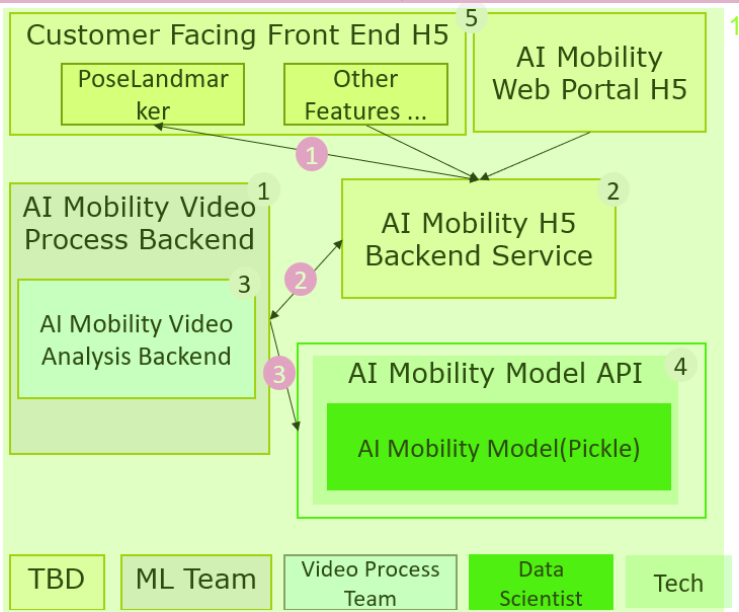 Customer Facing Front End H5
5
1
PoseLandmar
ker
Other
Features ...
AI Mobility
Web Portal H5
1
AI Mobility Video
Process Backend
1
AI Mobility H5
Backend Service
2
2
3
AI Mobility Video
Analysis Backend
3
AI Mobility Model API
4
AI Mobility Model(Pickle)
TBD
ML Team
Video Process
Team
Data
Scientist
Tech